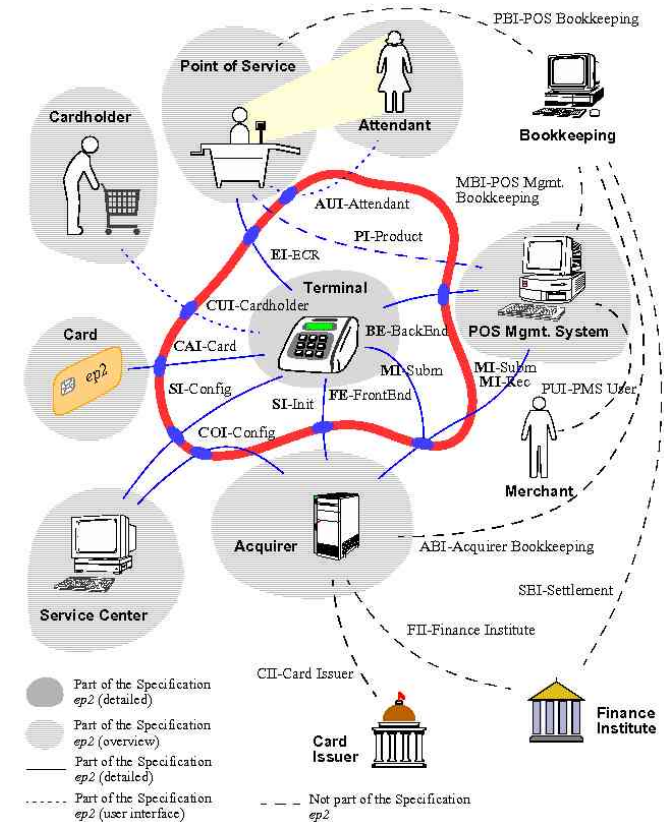 PBI-POS Bookkeeping
Point of Service
Cardholder
Attendant
Bookkeeping
MBI-POS Mgmt.
Bookkeeping
AUI-Attendant
PI-Product
EI-ECR
Terminal
CUI-Cardholder
BE-BackEnd
POS Mgmt. System
Card
ep2
CAI-Card
MI-Subm
SI-Config
SI-Init
FE-FrontEnd
MI-Subm
MI-Rec
PUI-PMS User
COI-Config
Merchant
Acquirer
ABI-Acquirer Bookkeeping
Service Center
SBI-Settlement
FII-Finance Institute
CII-Card Issuer
Part of the Specification
ep2 (detailed)
Part of the Specification
ep2 (overview)
Part of the Specification
ep2 (detailed)
Part of the Specification
ep2 (user interface)
Not part of the Specification
ep2
Card
Issuer
Finance
Institute